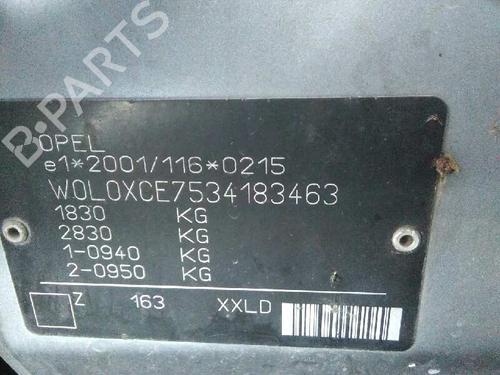 B-PARTS
OPEL
e1*2001/116*0215
W0L0XCE7534183463
1830 KG
2830 KG
1-0940 KG
2-0950 KG
Z 163 XXLD